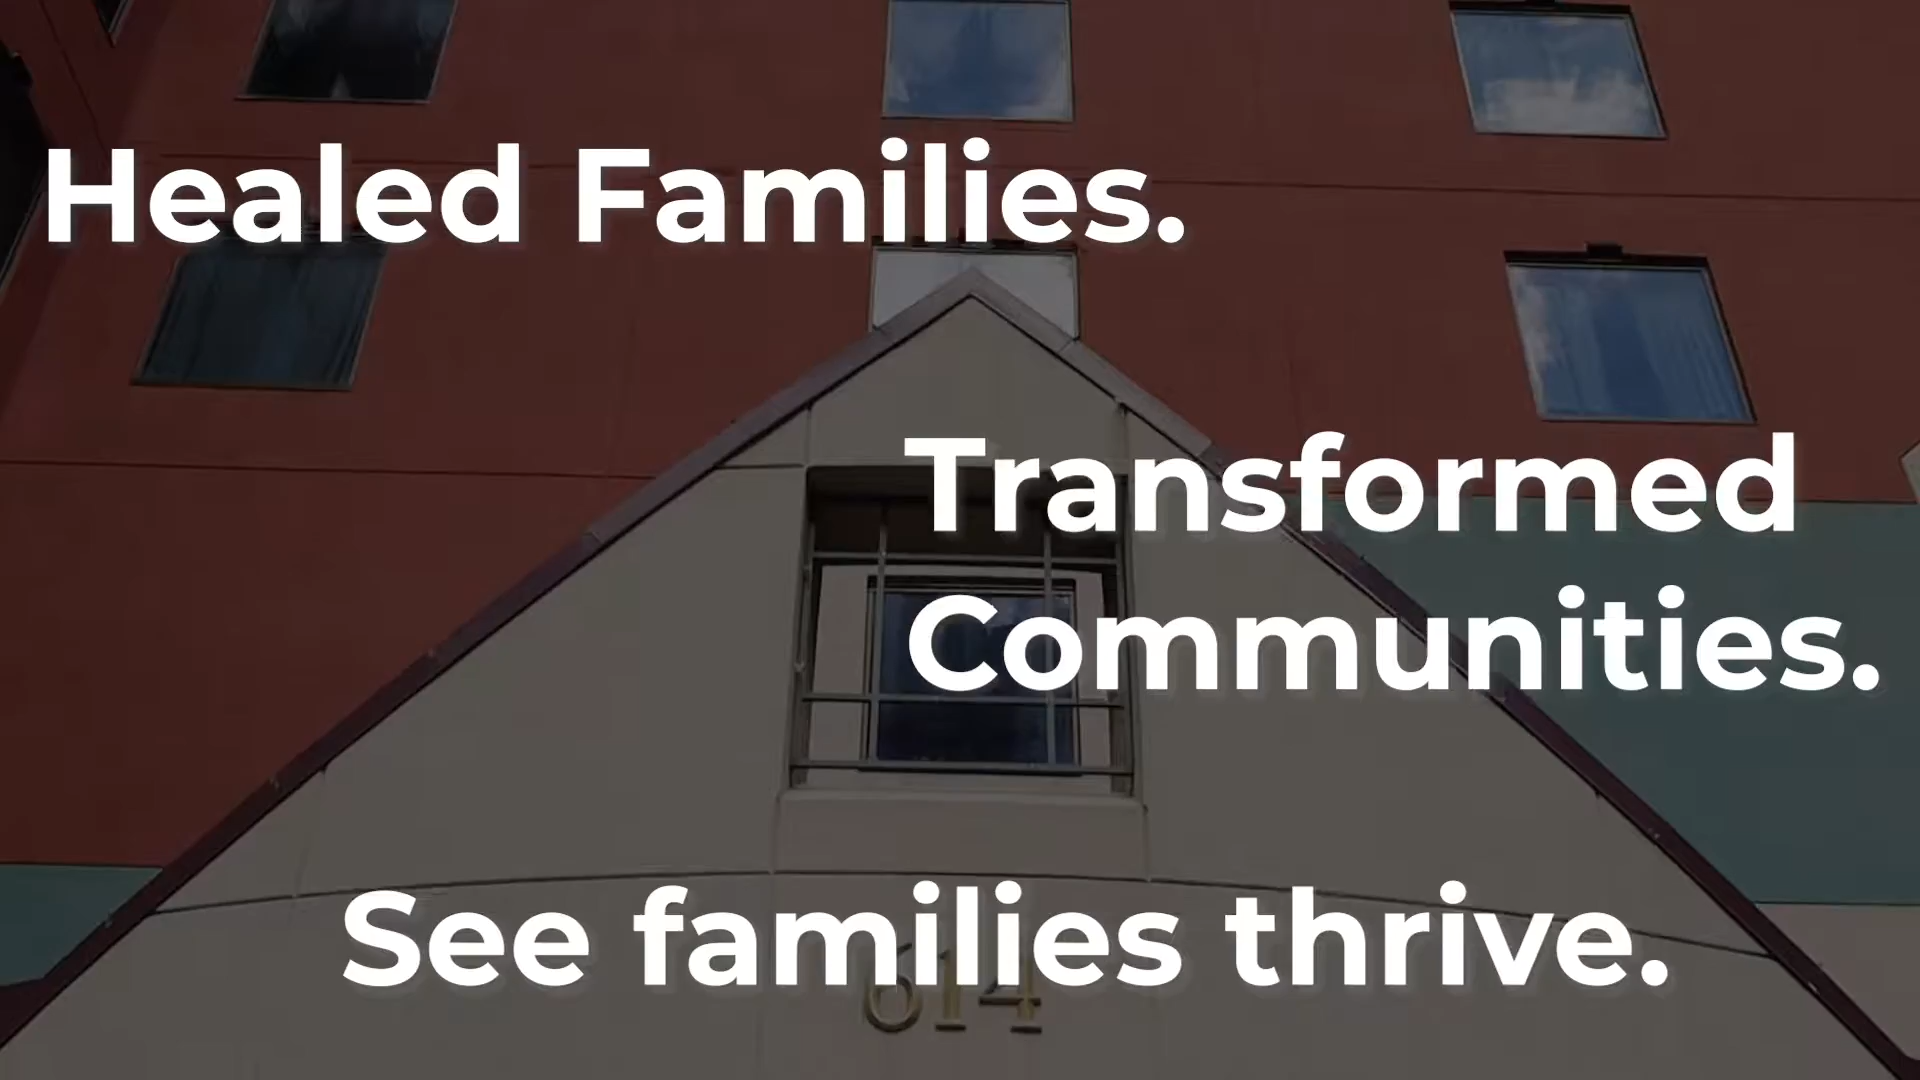 Healed Families.
Transformed
Communities.
See families thrive.
614